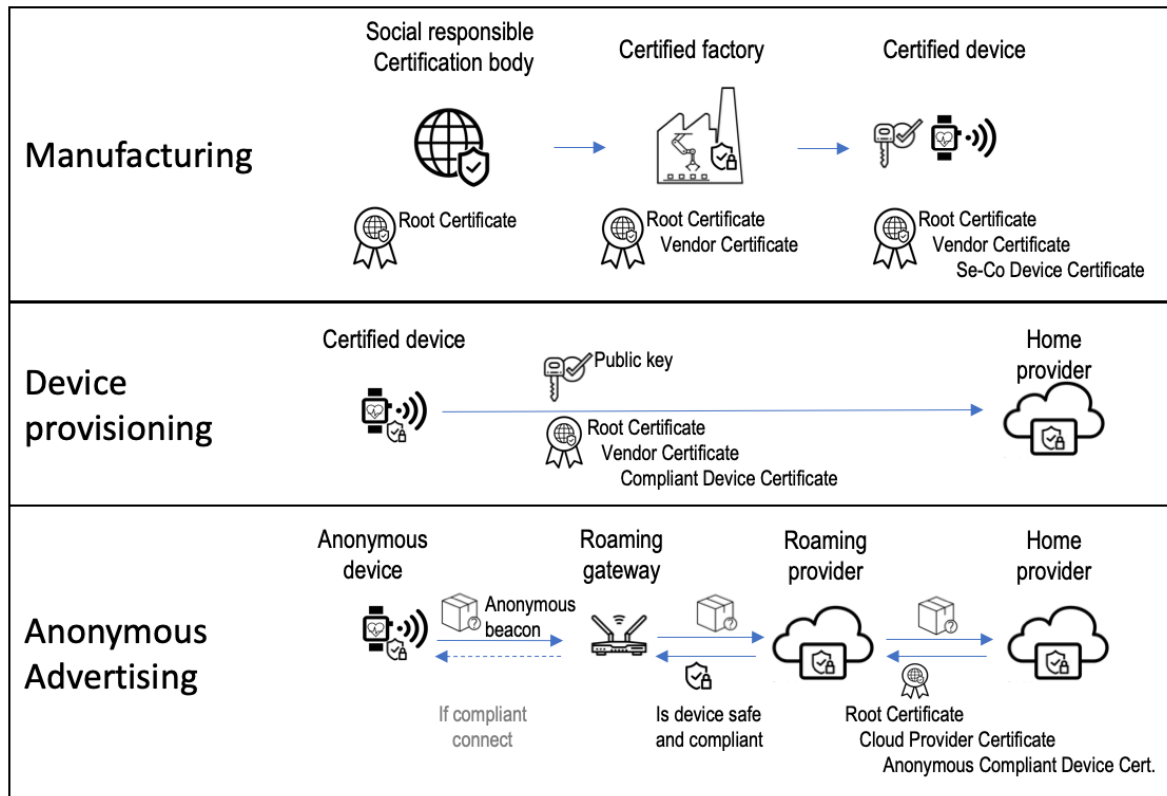 Manufacturing
Social responsible
Certification body
Root Certificate
Certified factory
Root Certificate
Vendor Certificate
Certified device
Root Certificate
Vendor Certificate
Se-Co Device Certificate
Device
provisioning
Certified device
Public key
Root Certificate
Vendor Certificate
Compliant Device Certificate
Home
provider
Anonymous
Advertising
Anonymous
device
Anonymous
beacon
If compliant
connect
Roaming
gateway
Is device safe
and compliant
Roaming
provider
Root Certificate
Cloud Provider Certificate
Anonymous Compliant Device Cert.
Home
provider